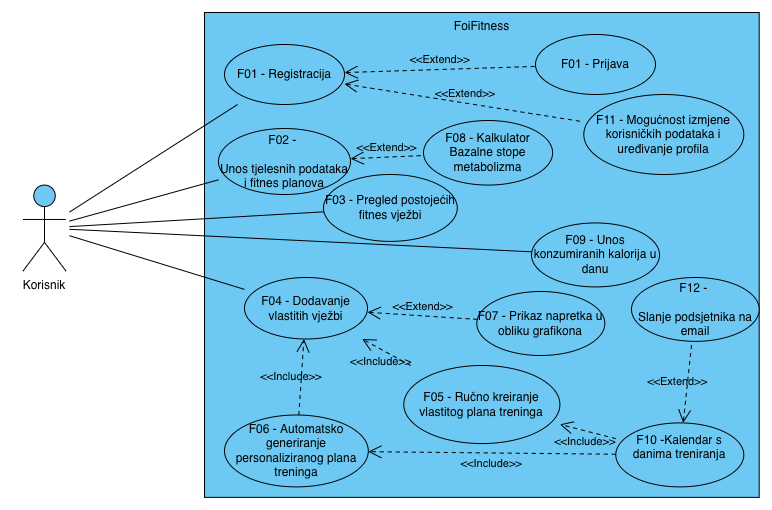 FoiFitness
F01 - Registracija
<<Extend>>
F01 - Prijava
<<Extend>>
F11 - Mogućnost izmjene
korisničkih podataka i
uređivanje profila
F02 -
Unos tjelesnih podataka
i fitnes planova
<<Extend>>
F08 - Kalkulator
Bazalne stope
metabolizma
F03 - Pregled postojećih
fitnes vježbi
Korisnik
F09 - Unos
konzumiranih kalorija u
danu
F04 - Dodavanje
vlastitih vježbi
<<Extend>>
F07 - Prikaz napretka u
obliku grafikona
F12 -
Slanje podsjetnika na
email
<<Include>>
<<Include>>
<<Extend>>
F05 - Ručno kreiranje
vlastitog plana treninga
F06 - Automatsko
generiranje
personaliziranog plana
treninga
<<Include>>
<<Include>>
F10 -Kalendar s
danima treniranja